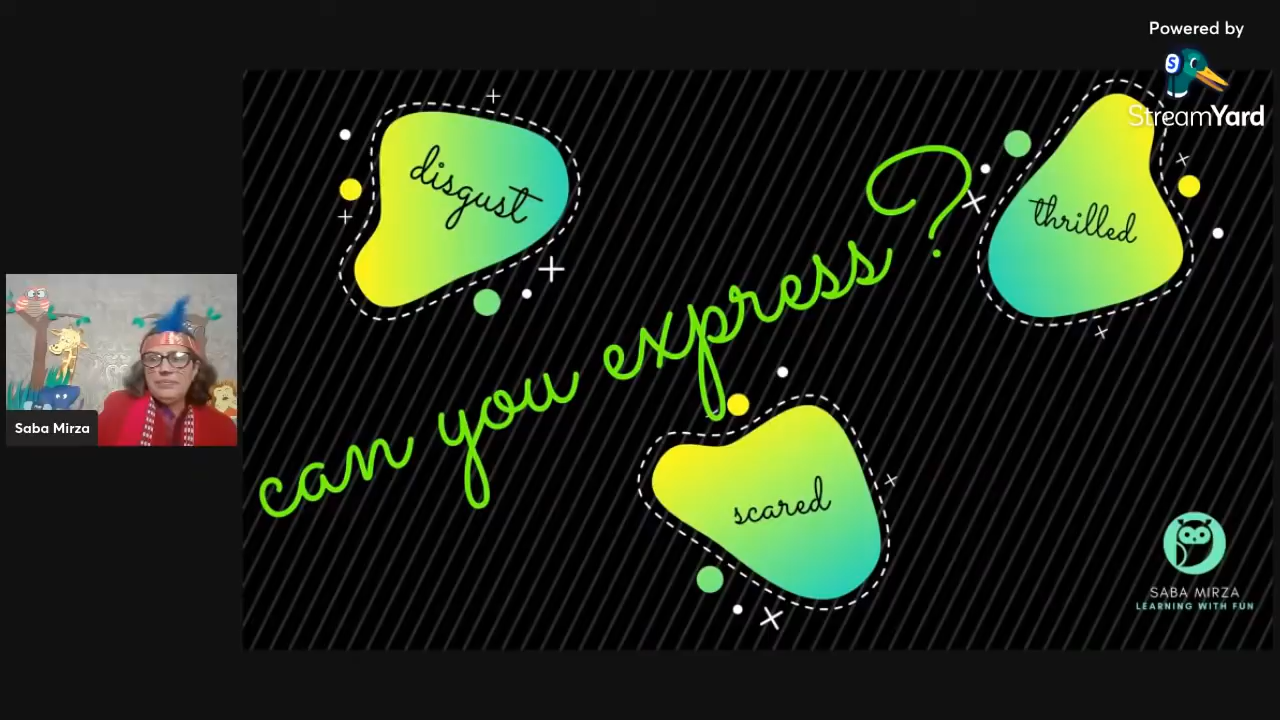 Powered by
StreamYard
disgust
thrilled
can you express ?
scared
Saba Mirza
SABA MIRZA
LEARNING WITH FUN